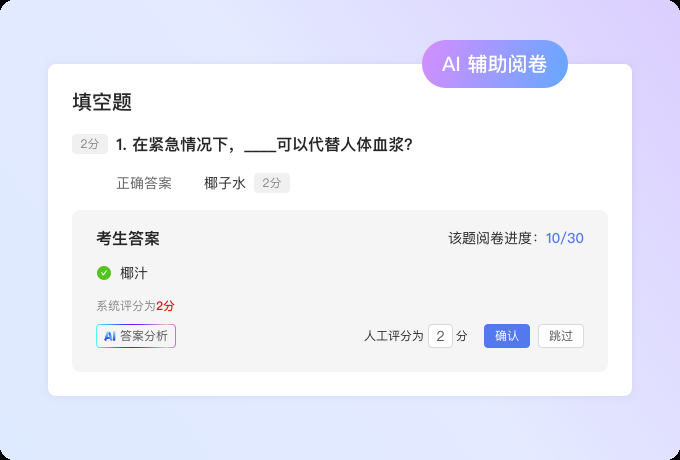 AI 辅助阅卷
填空题
2分 1. 在紧急情况下，____可以代替人体血浆?
正确答案 椰子水 2分
考生答案 该题阅卷进度：10/30
椰汁
系统评分为2分
AI 答案分析 人工评分为 2 分 确认 跳过